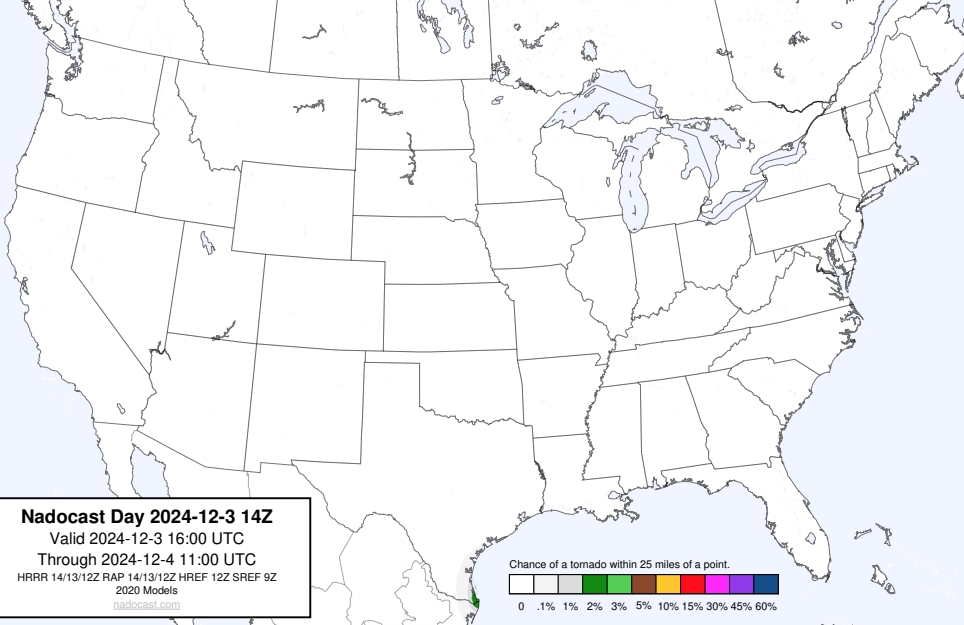 Nadocast Day 2024-12-3 14Z
Valid 2024-12-3 16:00 UTC
Through 2024-12-4 11:00 UTC
HRRR 14/13/12Z RAP 14/13/12Z HREF 12Z SREF 9Z
2020 Models
nadocast.com
Chance of a tornado within 25 miles of a point.
0 .1% 1% 2% 3% 5% 10% 15% 30% 45% 60%